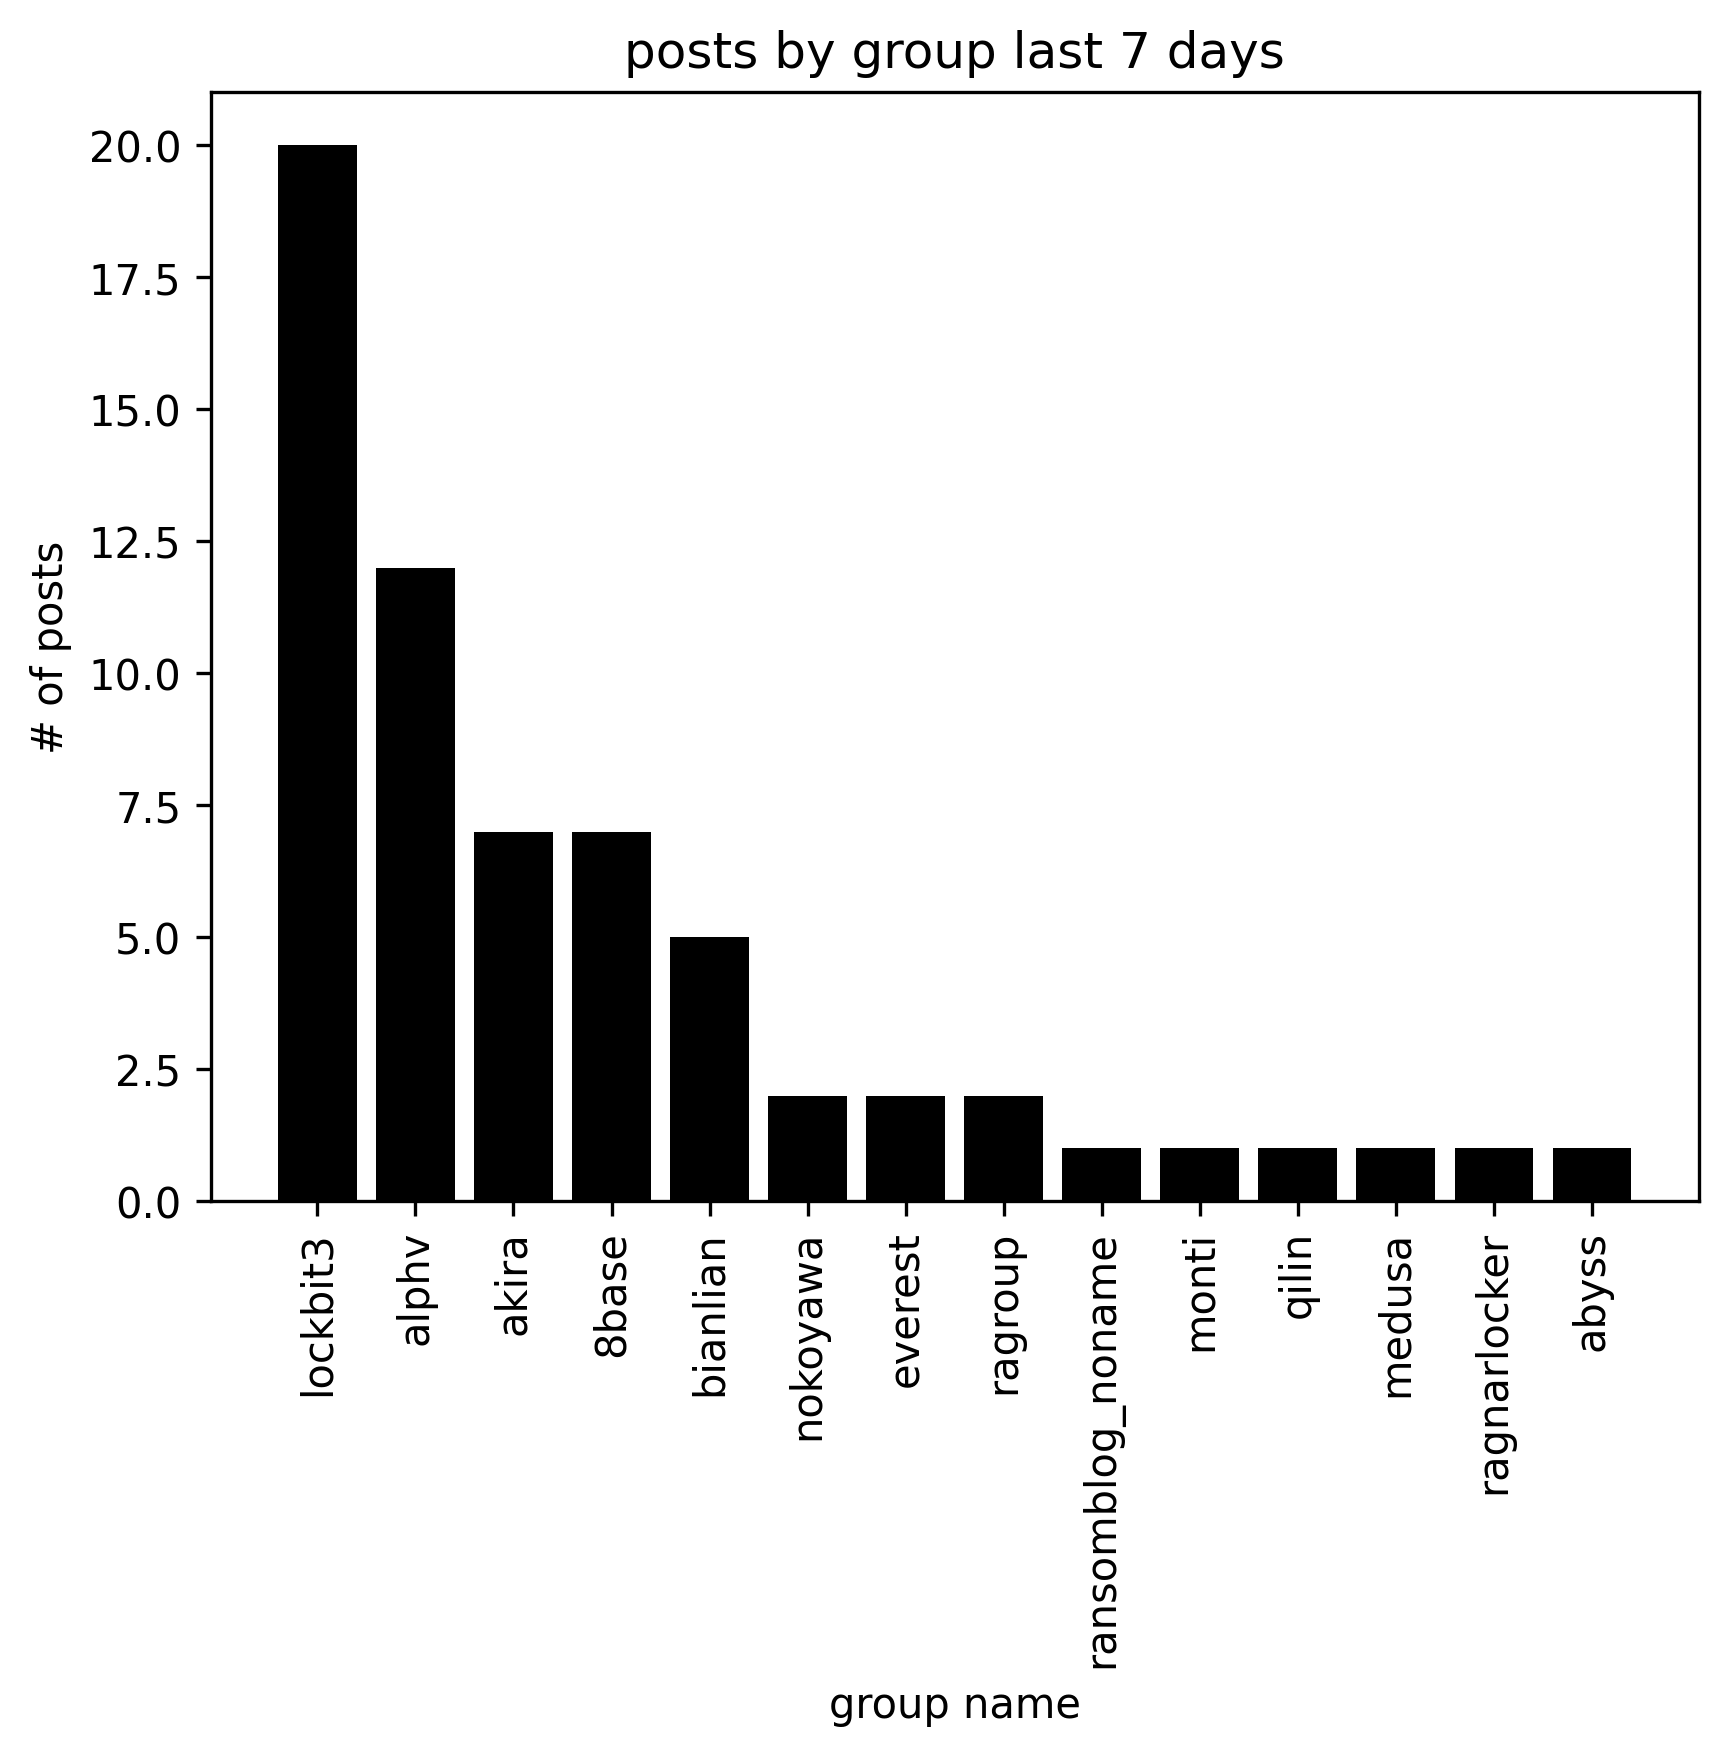 posts by group last 7 days
# of posts
20.0
17.5
15.0
12.5
10.0
7.5
5.0
2.5
0.0
lockbit3
alphv
akira
8base
bianlian
nokoyawa
everest
ragroup
ransomblog_noname
monti
qilin
medusa
ragnarlocker
abyss
group name